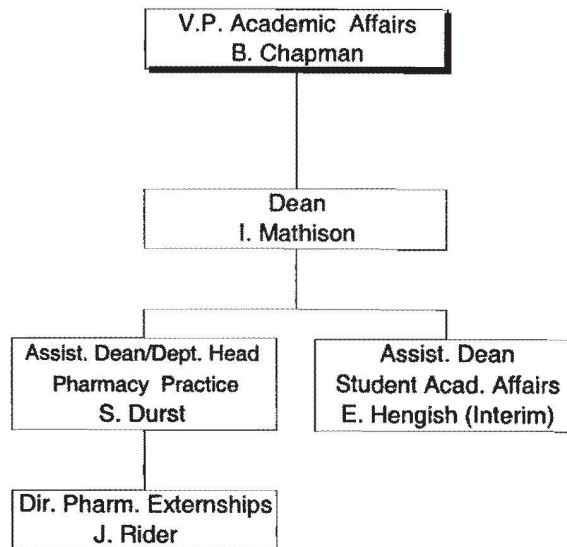 V.P. Academic Affairs
B. Chapman
Dean
I. Mathison
Assist. Dean/Dept. Head
Pharmacy Practice
S. Durst
Assist. Dean
Student Acad. Affairs
E. Hengish (Interim)
Dir. Pharm. Externships
J. Rider